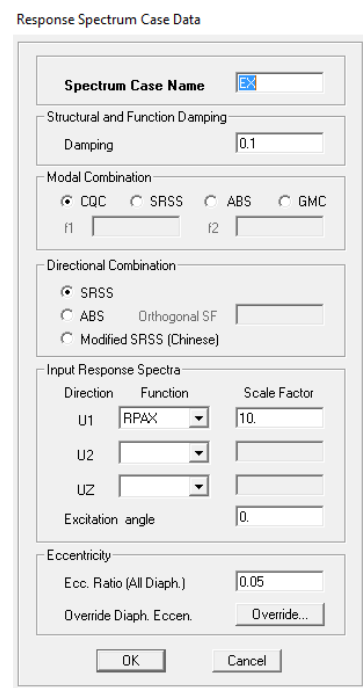 Response Spectrum Case Data
Spectrum Case Name EX
Structural and Function Damping
Damping 0.1
Modal Combination
CQC SRSS ABS GMC
f1 f2
Directional Combination
SRSS
ABS Orthogonal SF
Modified SRSS (Chinese)
Input Response Spectra
Direction Function Scale Factor
U1 RPAX 10.
U2
UZ
Excitation angle 0.
Eccentricity
Ecc. Ratio (All Diaph.) 0.05
Override Diaph. Eccen. Override...
OK Cancel